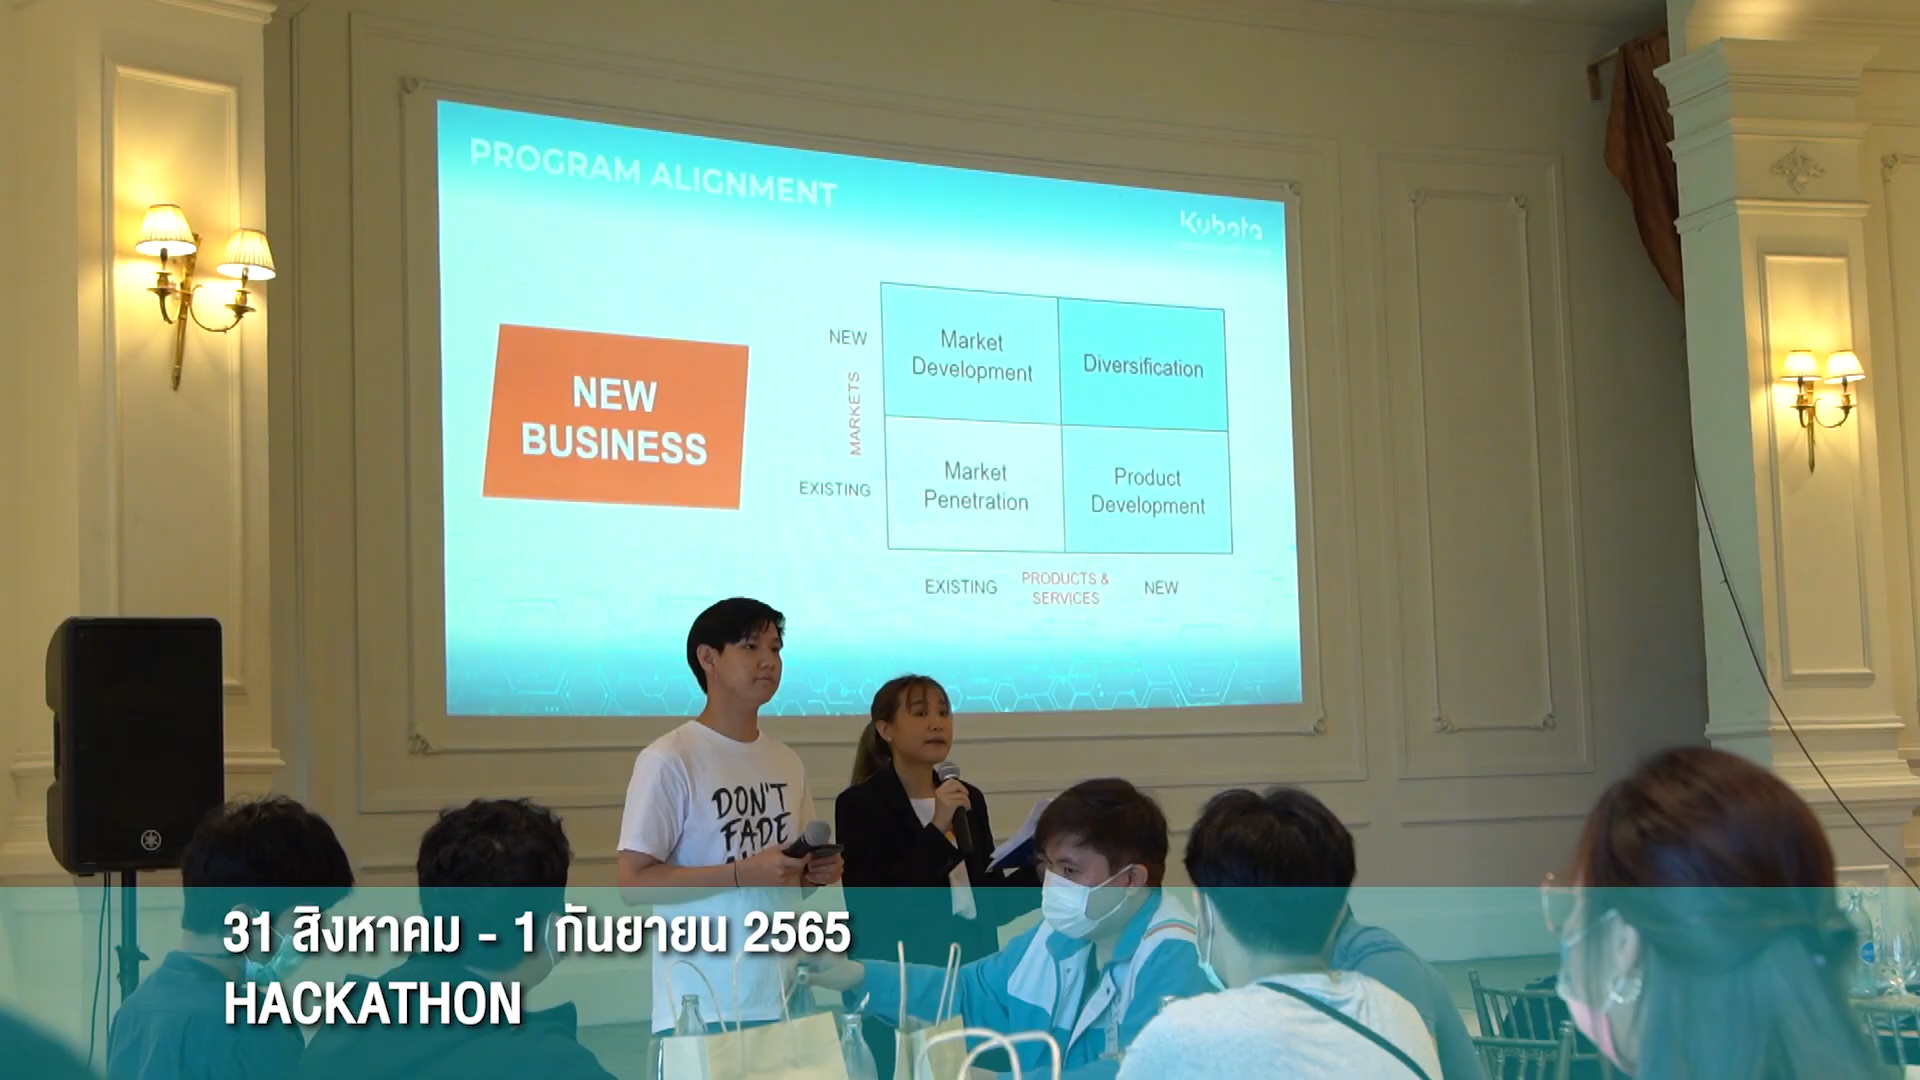 PROGRAM ALIGNMENT
Kubota
NEW
BUSINESS
NEW
MARKETS
EXISTING
Market
Development
Diversification
Market
Penetration
Product
Development
EXISTING
PRODUCTS &
SERVICES
NEW
DON'T
FADE
31 สิงหาคม - 1 กันยายน 2565
HACKATHON